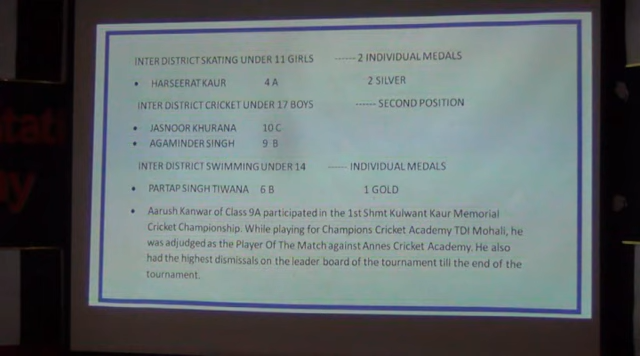 INTER DISTRICT SKATING UNDER 11 GIRLS ------ 2 INDIVIDUAL MEDALS
• HARSEERAT KAUR 4 A 2 SILVER
INTER DISTRICT CRICKET UNDER 17 BOYS ------ SECOND POSITION
• JASNOOR KHURANA 10 C
• AGAMINDER SINGH 9 B
INTER DISTRICT SWIMMING UNDER 14 ------ INDIVIDUAL MEDALS
• PARTAP SINGH TIWANA 6 B 1 GOLD
• Aarush Kanwar of Class 9A participated in the 1st Shmt Kulwant Kaur Memorial
Cricket Championship. While playing for Champions Cricket Academy TDI Mohali, he
was adjudged as the Player Of The Match against Annes Cricket Academy. He also
had the highest dismissals on the leader board of the tournament till the end of the
tournament.